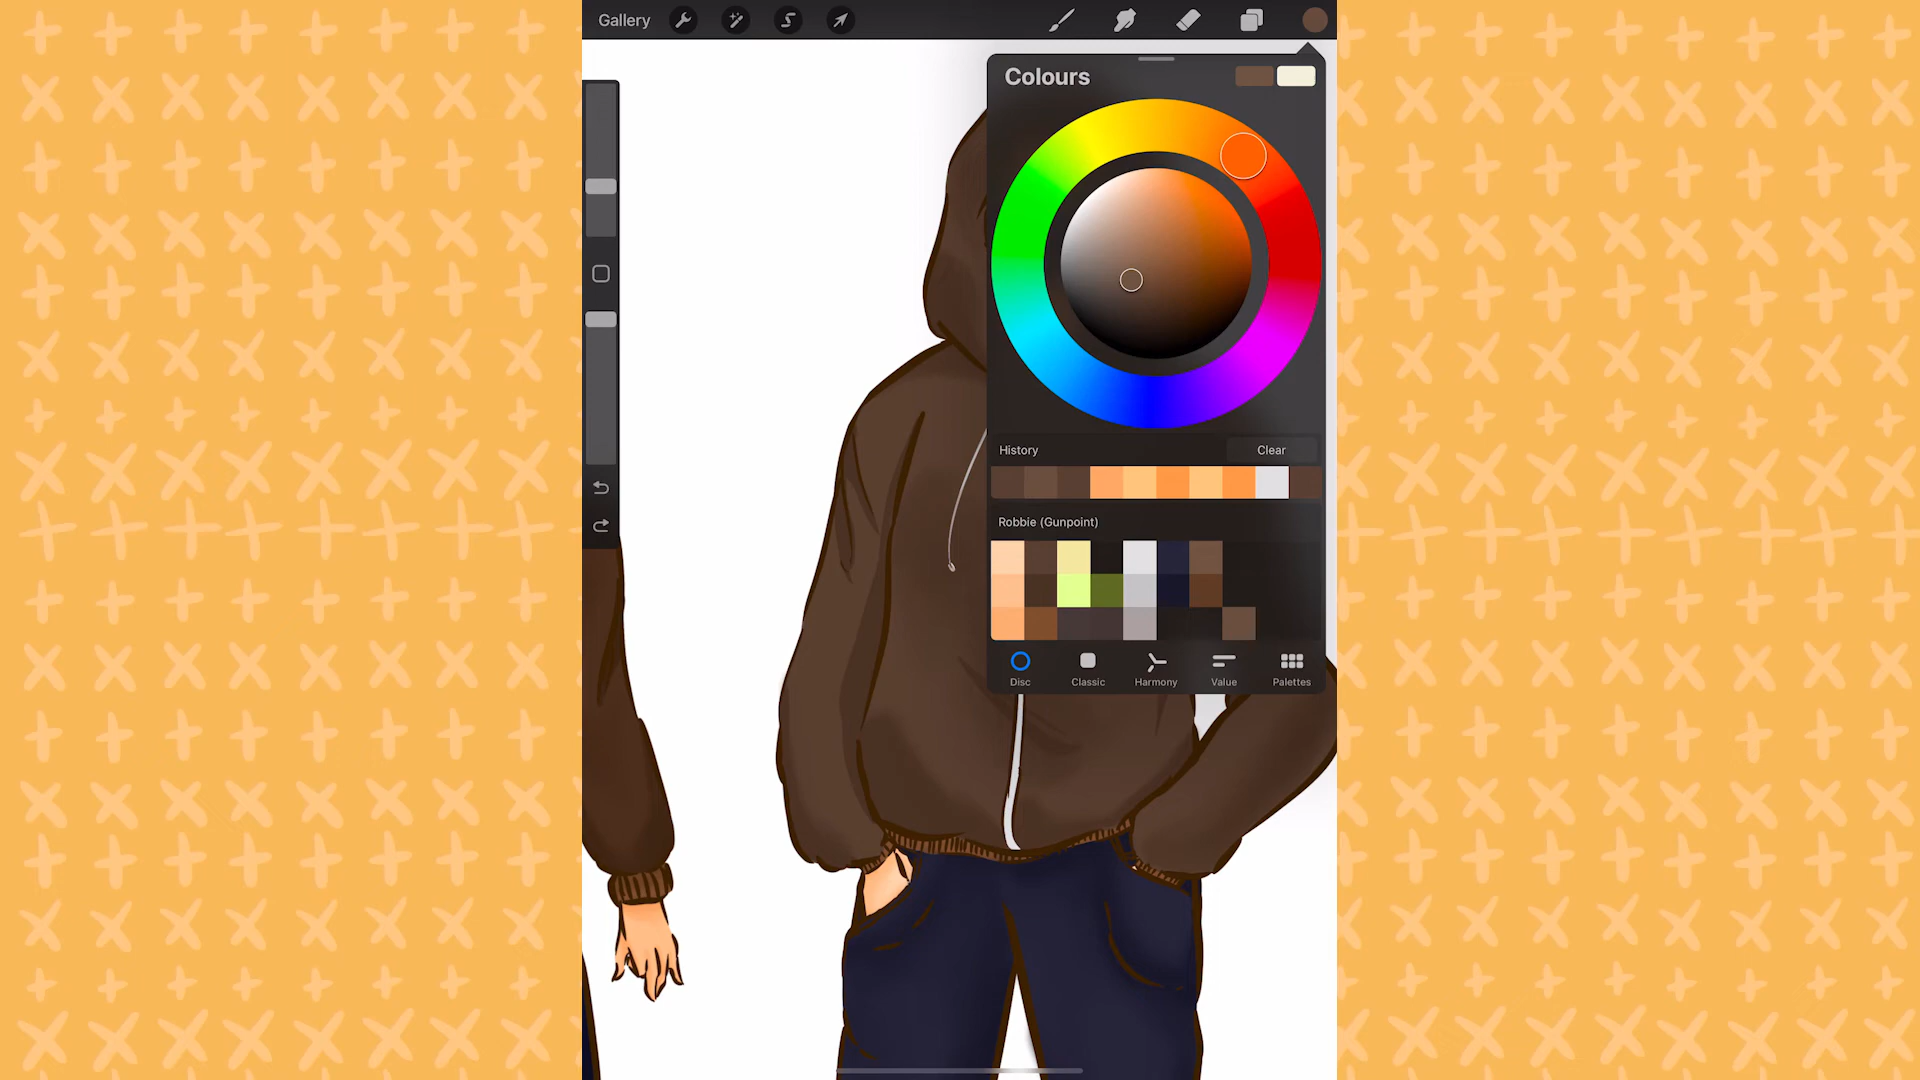 Gallery
Colours
History
Clear
Robbie (Gunpoint)
Disc
Classic
Harmony
Value
Palettes